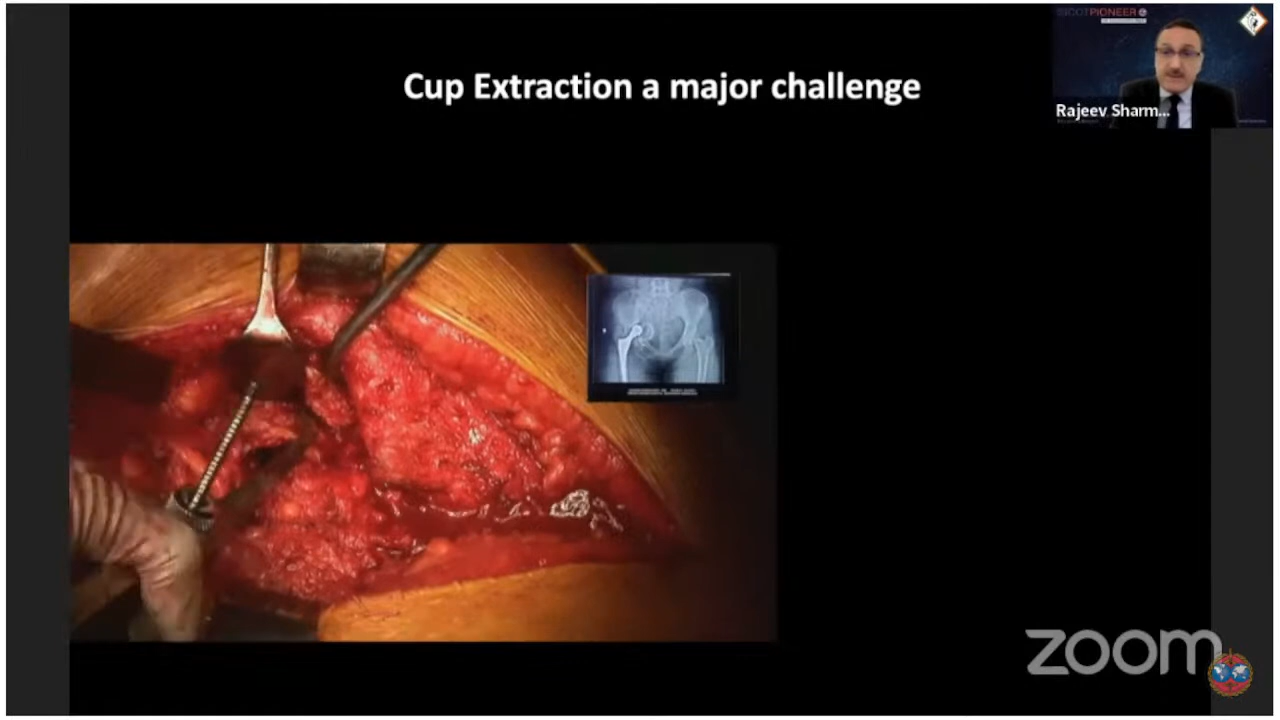 SICOT PIONEER
Cup Extraction a major challenge
Rajeev Sharm...
zoom